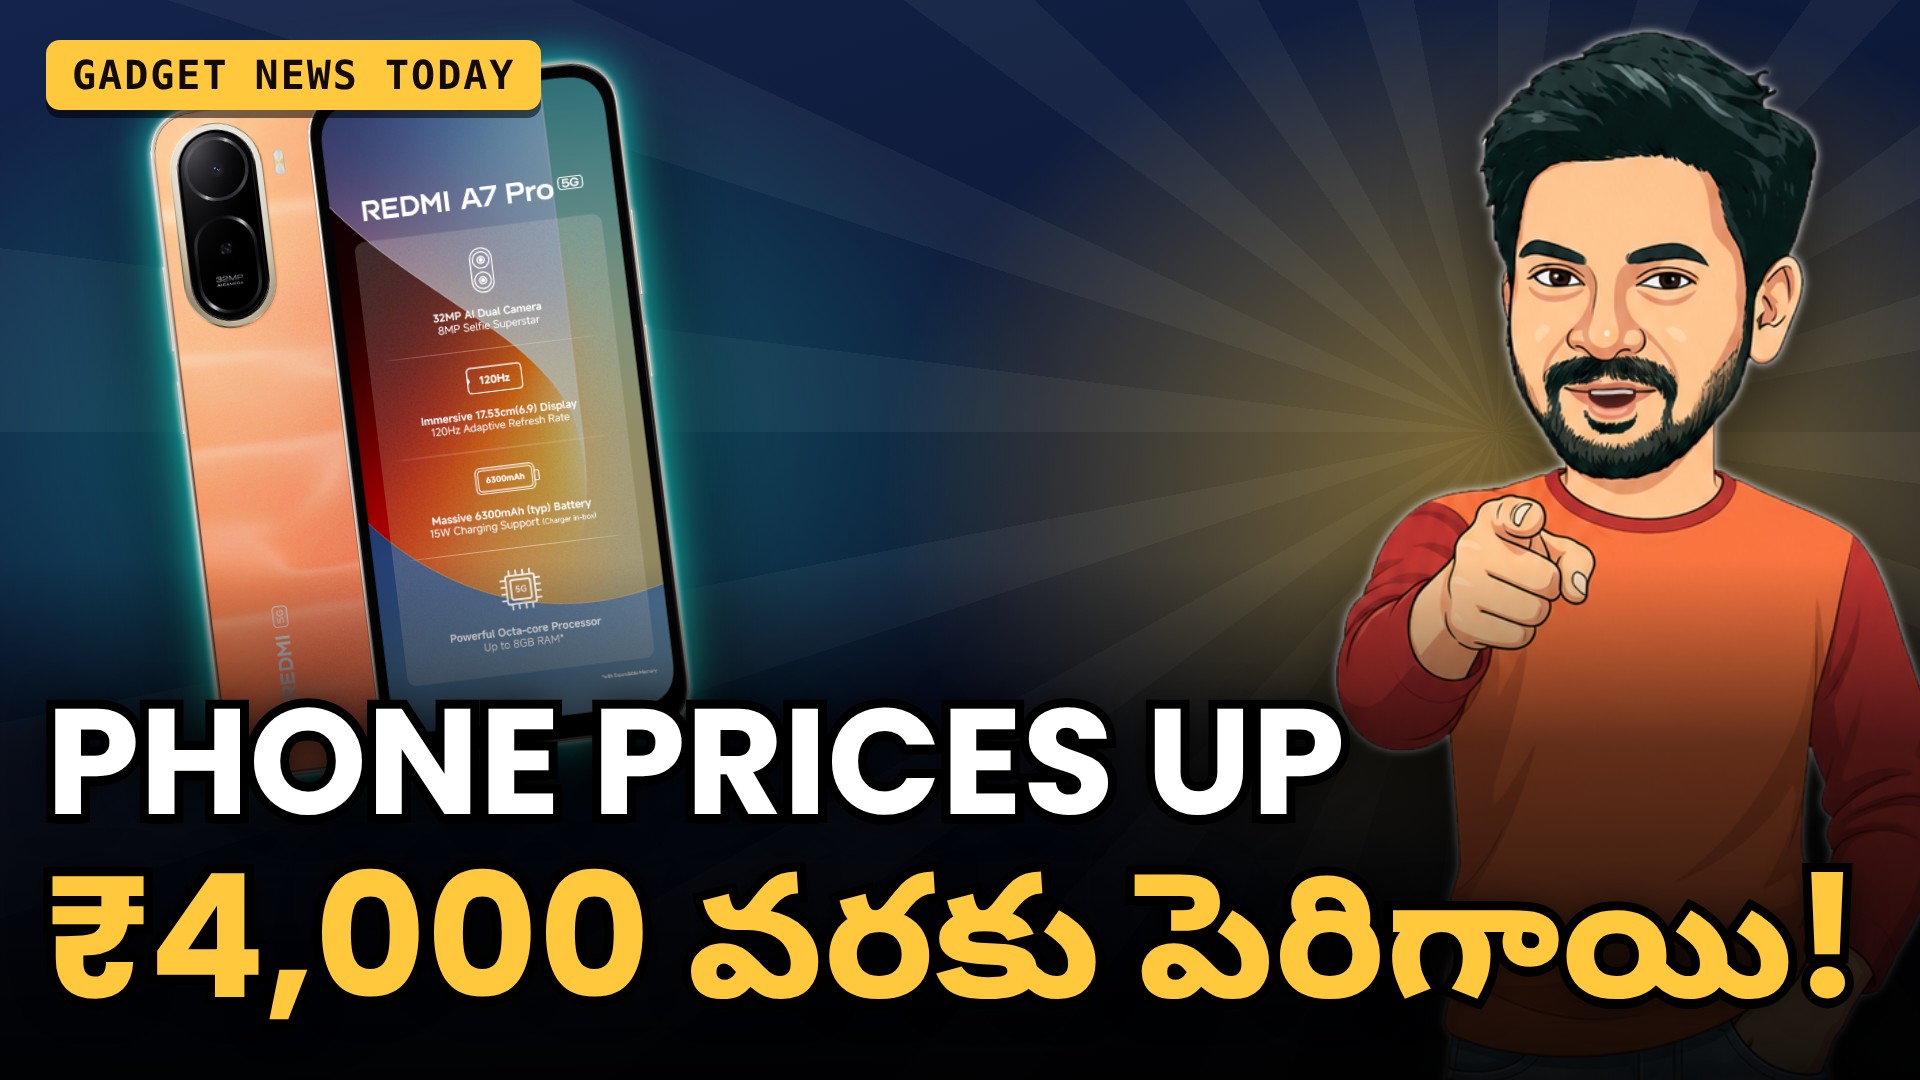 GADGET NEWS TODAY
REDMI A7 Pro 5G
32MP AI Dual Camera
8MP Selfie Superstar
120Hz
Immersive 17.53cm(6.9) Display
120Hz Adaptive Refresh Rate
6300mAh
Massive 6300mAh (typ) Battery
15W Charging Support (Charger in-box)
5G
Powerful Octa-core Processor
Up to 8GB RAM*
32MP
REDMI 5G
PHONE PRICES UP
₹4,000 వరకు పెరిగాయి!